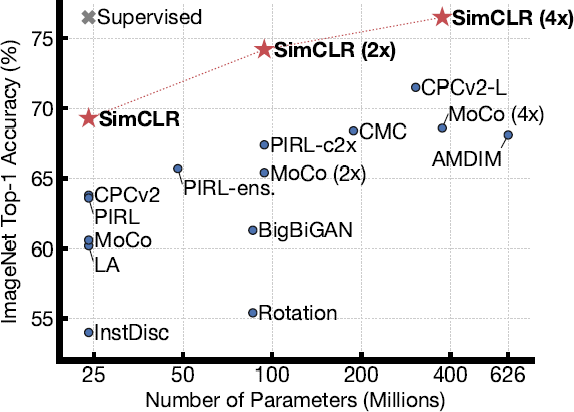 Supervised
SimCLR (4x)
75
SimCLR (2x)
CPCv2-L
70
MoCo (4x)
SimCLR
CMC
PIRL-c2x
AMDIM
65
PIRL-ens.
MoCo (2x)
CPCv2
PIRL
BigBiGAN
MoCo
60
LA
Rotation
55
InstDisc
25 50 100 200 400 626
Number of Parameters (Millions)
ImageNet Top-1 Accuracy (%)